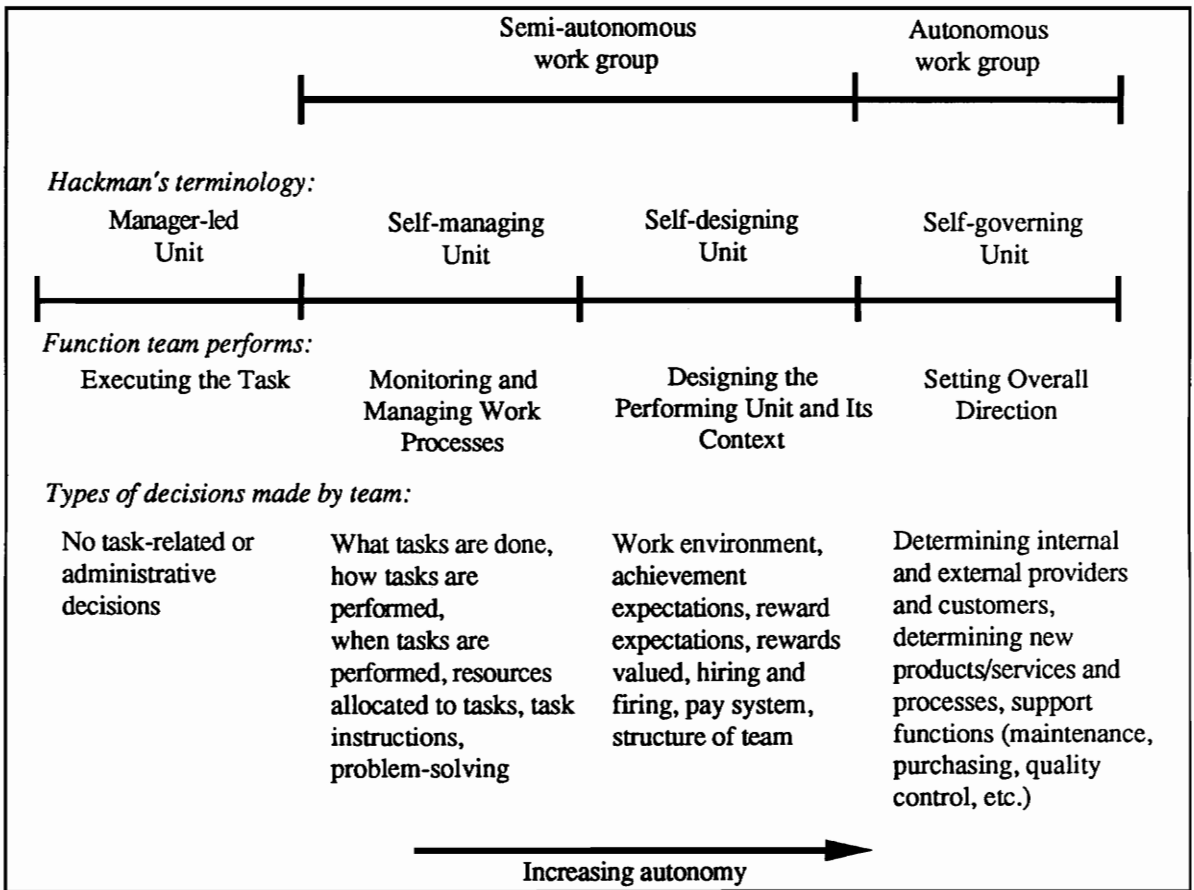 Semi-autonomous
work group
Autonomous
work group
Hackman's terminology:
Manager-led
Unit
Self-managing
Unit
Self-designing
Unit
Self-governing
Unit
Function team performs:
Executing the Task
Monitoring and
Managing Work
Processes
Designing the
Performing Unit and Its
Context
Setting Overall
Direction
Types of decisions made by team:
No task-related or
administrative
decisions
What tasks are done,
how tasks are
performed,
when tasks are
performed, resources
allocated to tasks, task
instructions,
problem-solving
Work environment,
achievement
expectations, reward
expectations, rewards
valued, hiring and
firing, pay system,
structure of team
Determining internal
and external providers
and customers,
determining new
products/services and
processes, support
functions (maintenance,
purchasing, quality
control, etc.)
Increasing autonomy